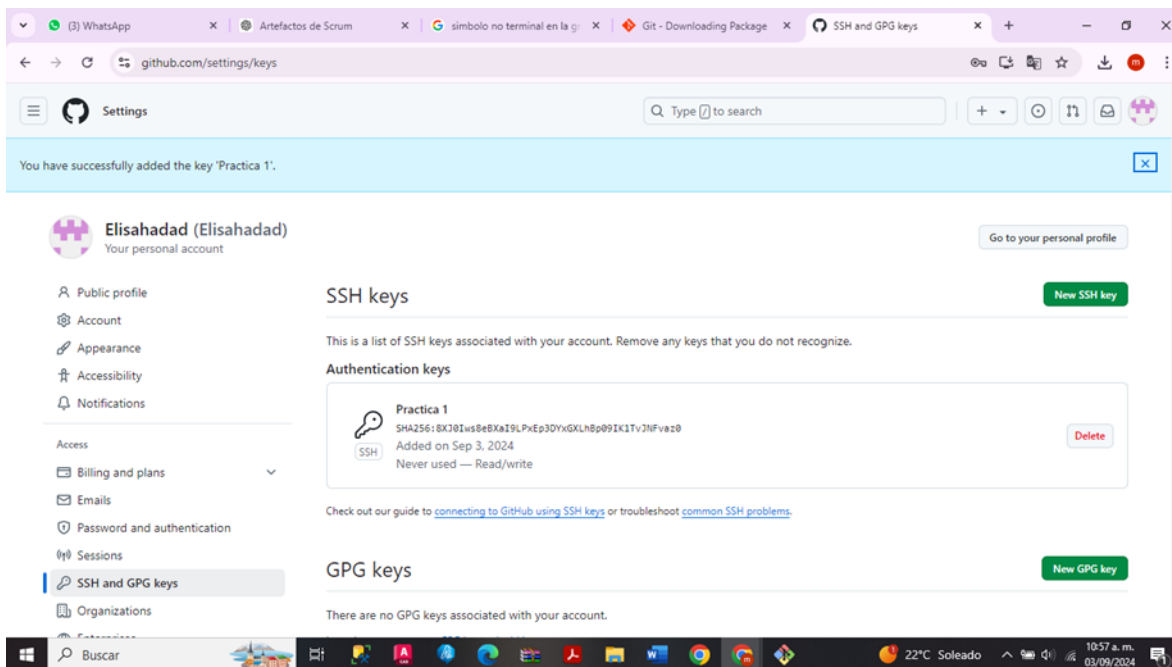 (3) WhatsApp
Artefactos de Scrum
simbolo no terminal en la gr
Git - Downloading Package
SSH and GPG keys
github.com/settings/keys
m
Settings
Type / to search
You have successfully added the key 'Practica 1'.
Elisahadad (Elisahadad)
Your personal account
Go to your personal profile
Public profile
Account
Appearance
Accessibility
Notifications
Access
Billing and plans
Emails
Password and authentication
Sessions
SSH and GPG keys
Organizations
SSH keys
New SSH key
This is a list of SSH keys associated with your account. Remove any keys that you do not recognize.
Authentication keys
Practica 1
SHA256:8XJ0Iws8eBXaI9LPxEp3DYxGXLhBp09IK1TvJNFvaz0
SSH
Added on Sep 3, 2024
Never used — Read/write
Delete
Check out our guide to connecting to GitHub using SSH keys or troubleshoot common SSH problems.
GPG keys
New GPG key
There are no GPG keys associated with your account.
Buscar
22°C Soleado
10:57 a. m.
03/09/2024